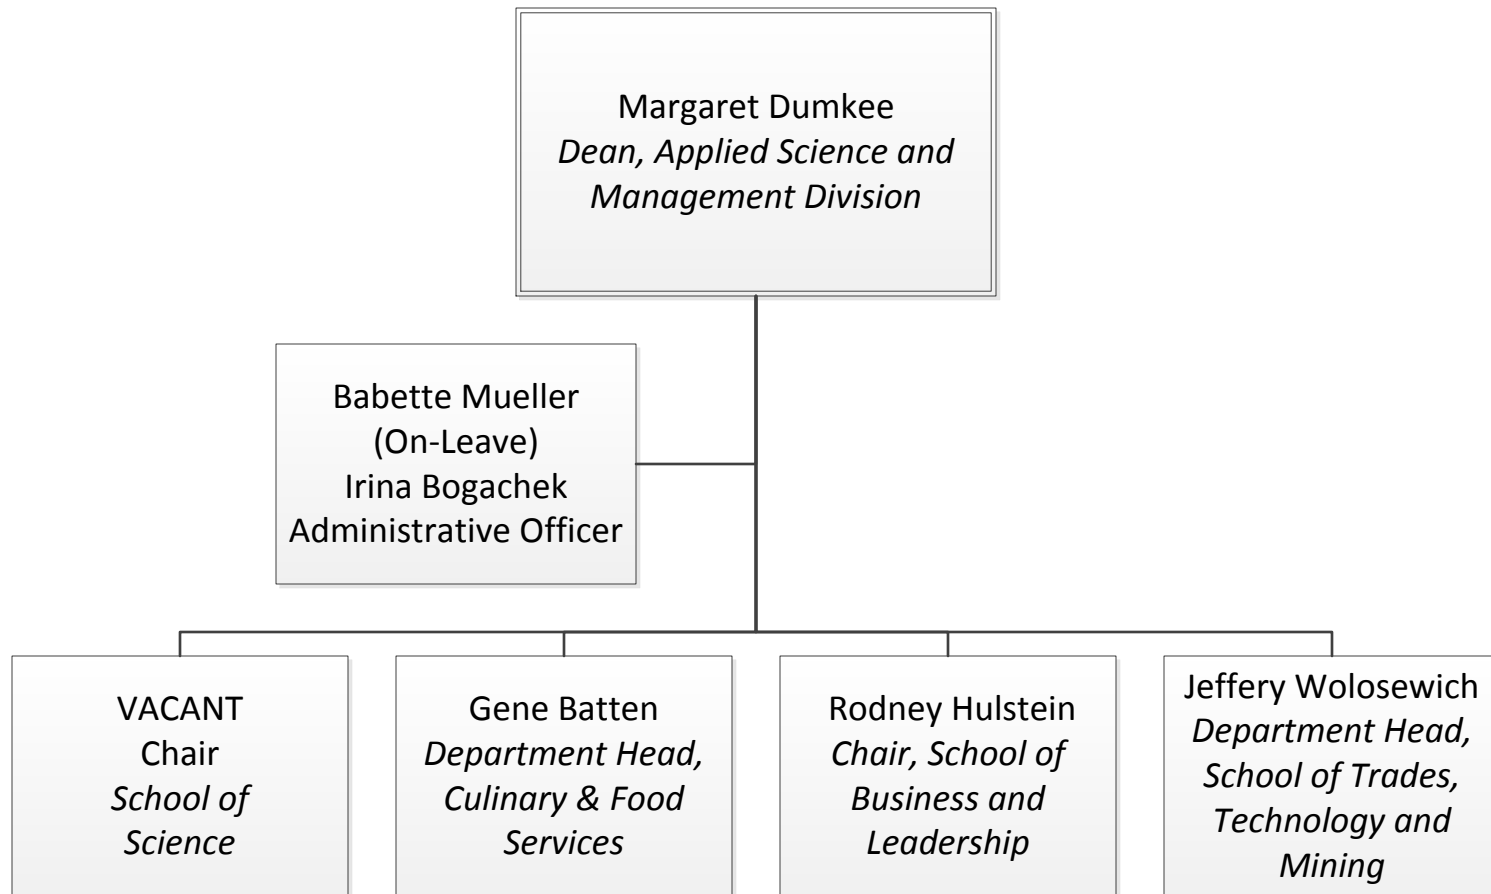 Margaret Dumkee
Dean, Applied Science and
Management Division
Babette Mueller
(On-Leave)
Irina Bogachek
Administrative Officer
VACANT
Chair
School of
Science
Gene Batten
Department Head,
Culinary & Food
Services
Rodney Hulstein
Chair, School of
Business and
Leadership
Jeffery Wolosewich
Department Head,
School of Trades,
Technology and
Mining